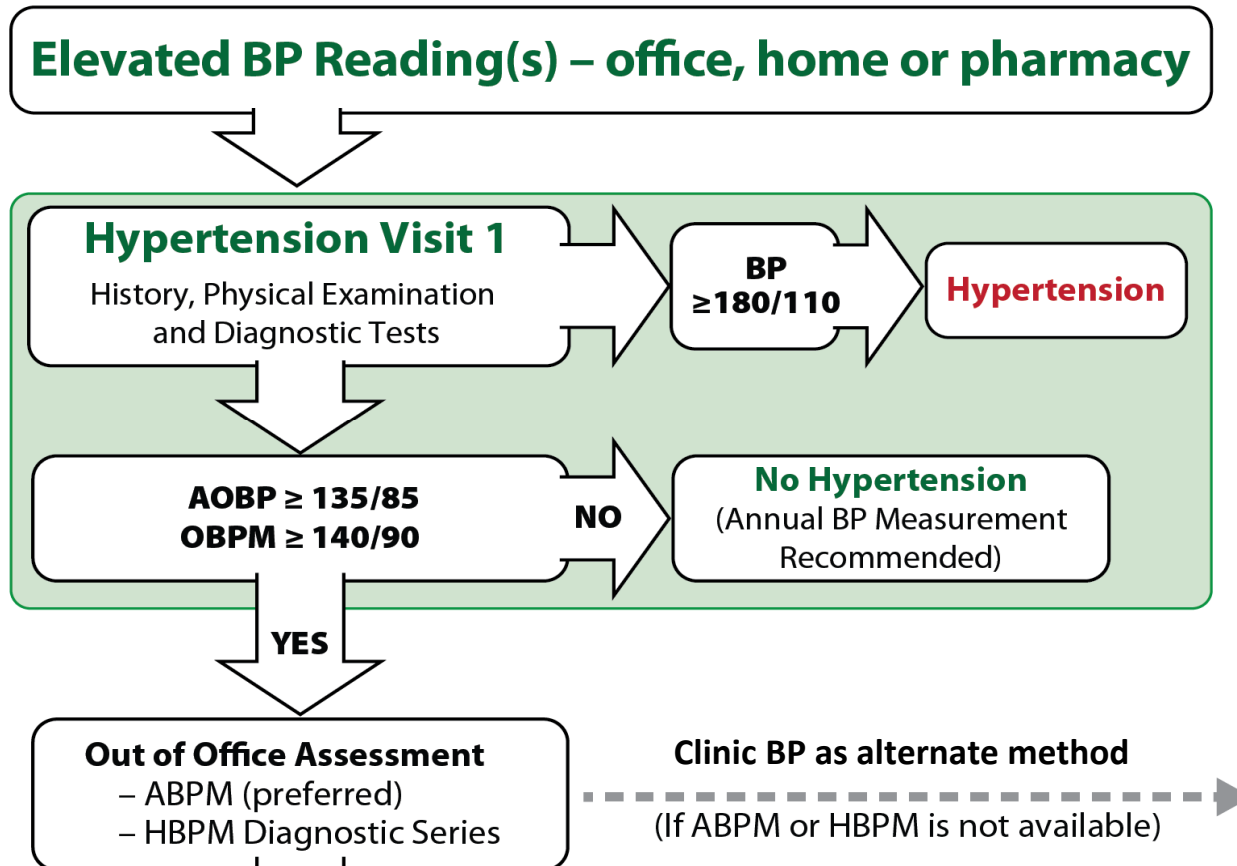 Elevated BP Reading(s) – office, home or pharmacy
Hypertension Visit 1
History, Physical Examination
and Diagnostic Tests
BP
≥180/110
Hypertension
AOBP ≥ 135/85
OBPM ≥ 140/90
NO
No Hypertension
(Annual BP Measurement
Recommended)
YES
Out of Office Assessment
– ABPM (preferred)
– HBPM Diagnostic Series
Clinic BP as alternate method
(If ABPM or HBPM is not available)